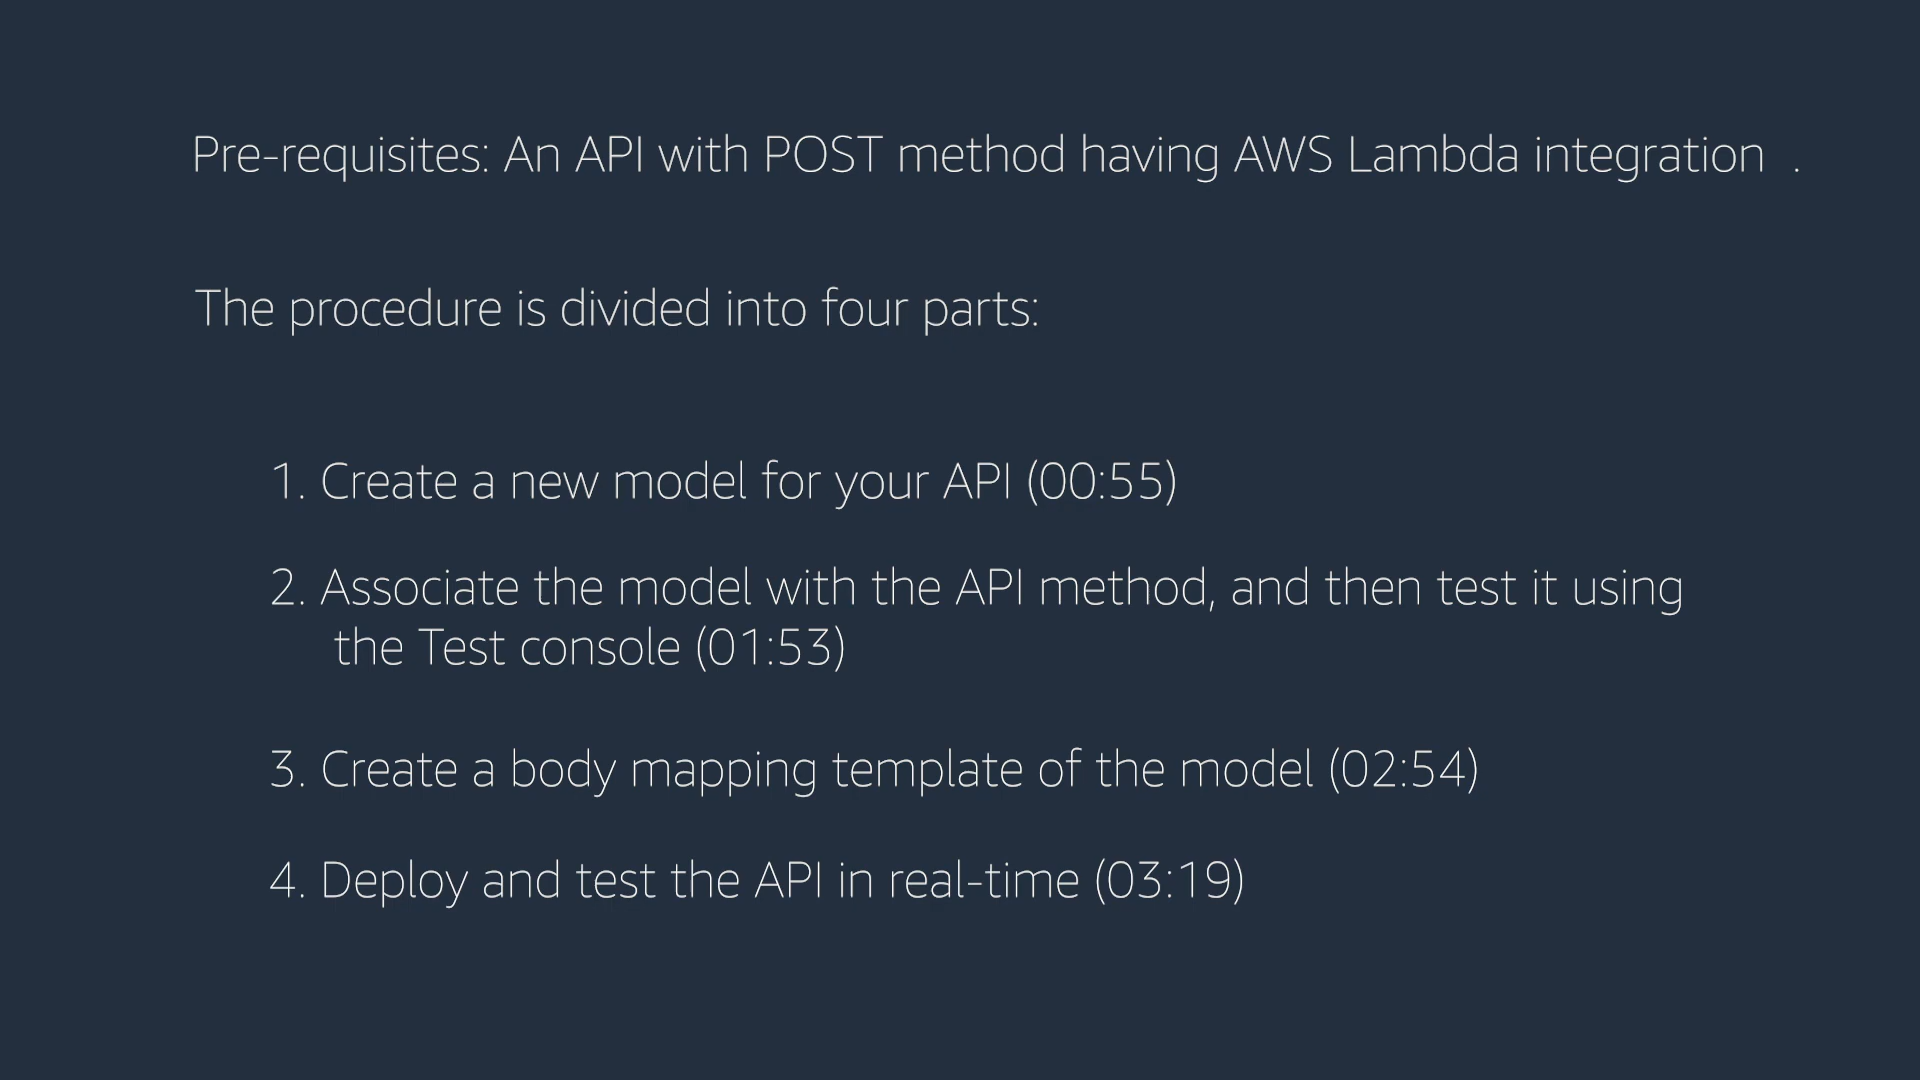 Pre-requisites: An API with POST method having AWS Lambda integration .
The procedure is divided into four parts:
1. Create a new model for your API (00:55)
2. Associate the model with the API method, and then test it using
the Test console (01:53)
3. Create a body mapping template of the model (02:54)
4. Deploy and test the API in real-time (03:19)